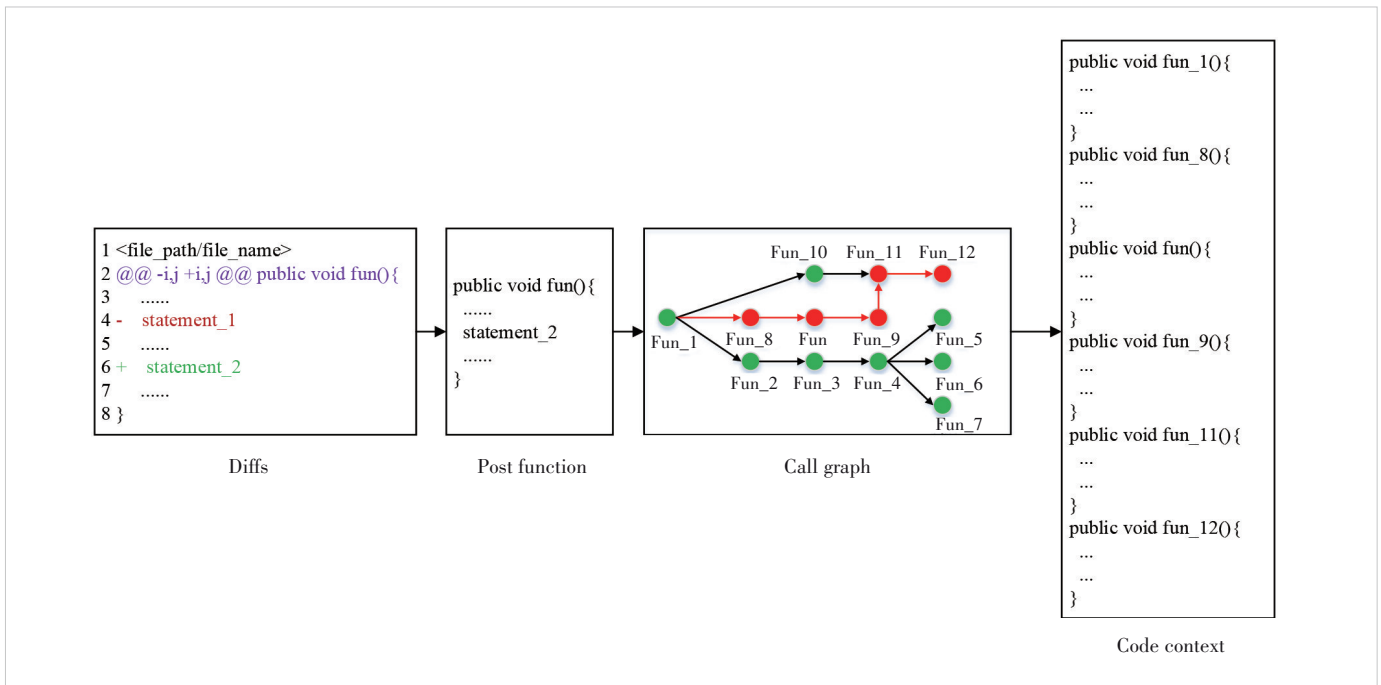 1 <file_path/file_name>
2 @@ -i,j +i,j @@ public void fun(){
3 ......
4 - statement_1
5 ......
6 + statement_2
7 ......
8 }
Diffs
public void fun(){
......
statement_2
......
}
Post function
Fun_10 Fun_11 Fun_12
Fun_1 Fun_8 Fun Fun_9 Fun_5
Fun_2 Fun_3 Fun_4 Fun_6
Fun_7
Call graph
public void fun_1(){
...
...
}
public void fun_8(){
...
...
}
public void fun(){
...
...
}
public void fun_9(){
...
...
}
public void fun_11(){
...
...
}
public void fun_12(){
...
...
}
Code context